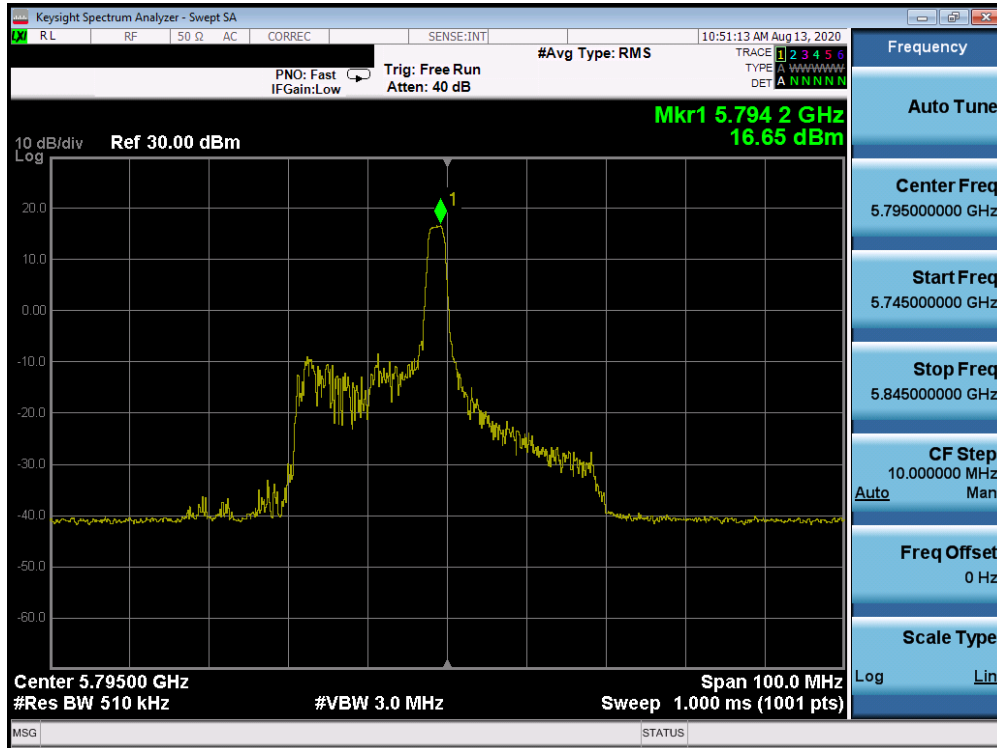 Keysight Spectrum Analyzer - Swept SA
LXI RL RF 50 Ω AC CORREC SENSE:INT 10:51:13 AM Aug 13, 2020
#Avg Type: RMS
TRACE 1 2 3 4 5 6
PNO: Fast Trig: Free Run TYPE A WWWWW
IFGain:Low Atten: 40 dB DET A N N N N N
Mkr1 5.794 2 GHz
16.65 dBm
10 dB/div Ref 30.00 dBm
Log
1
20.0
10.0
0.00
-10.0
-20.0
-30.0
-40.0
-50.0
-60.0
Center 5.79500 GHz Span 100.0 MHz
#Res BW 510 kHz #VBW 3.0 MHz Sweep 1.000 ms (1001 pts)
MSG STATUS
Frequency
Auto Tune
Center Freq
5.795000000 GHz
Start Freq
5.745000000 GHz
Stop Freq
5.845000000 GHz
CF Step
10.000000 MHz
Auto Man
Freq Offset
0 Hz
Scale Type
Log Lin